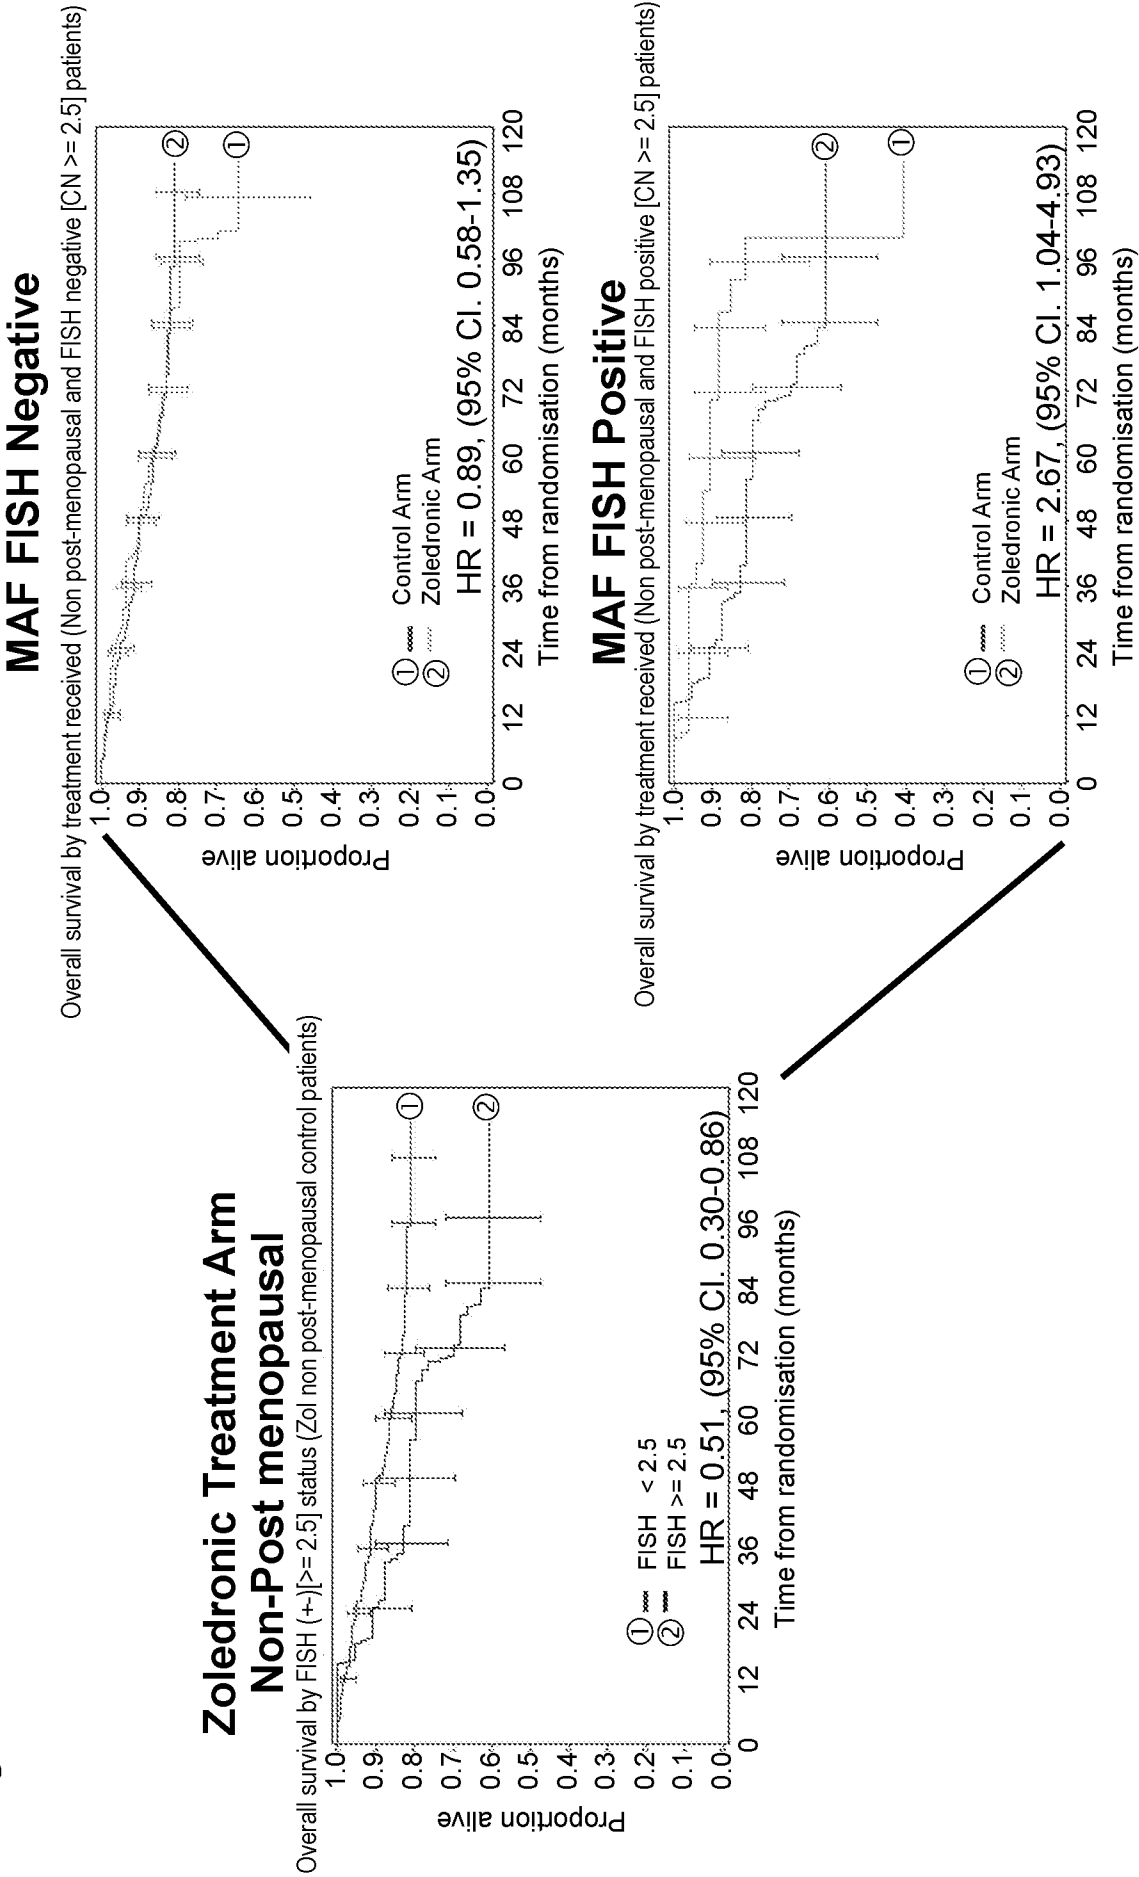 Zoledronic Treatment Arm
Non-Post menopausal
Overall survival by FISH (+-)[>= 2.5] status (Zol non post-menopausal control patients)
Proportion alive
1.0
0.9
0.8
0.7
0.6
0.5
0.4
0.3
0.2
0.1
0.0
① FISH < 2.5
② FISH >= 2.5
HR = 0.51, (95% CI. 0.30-0.86)
①
②
0 12 24 36 48 60 72 84 96 108 120
Time from randomisation (months)
MAF FISH Negative
Overall survival by treatment received (Non post-menopausal and FISH negative [CN >= 2.5] patients)
Proportion alive
1.0
0.9
0.8
0.7
0.6
0.5
0.4
0.3
0.2
0.1
0.0
②
①
① Control Arm
② Zoledronic Arm
HR = 0.89, (95% CI. 0.58-1.35)
0 12 24 36 48 60 72 84 96 108 120
Time from randomisation (months)
MAF FISH Positive
Overall survival by treatment received (Non post-menopausal and FISH positive [CN >= 2.5] patients)
Proportion alive
1.0
0.9
0.8
0.7
0.6
0.5
0.4
0.3
0.2
0.1
0.0
②
①
① Control Arm
② Zoledronic Arm
HR = 2.67, (95% CI. 1.04-4.93)
0 12 24 36 48 60 72 84 96 108 120
Time from randomisation (months)